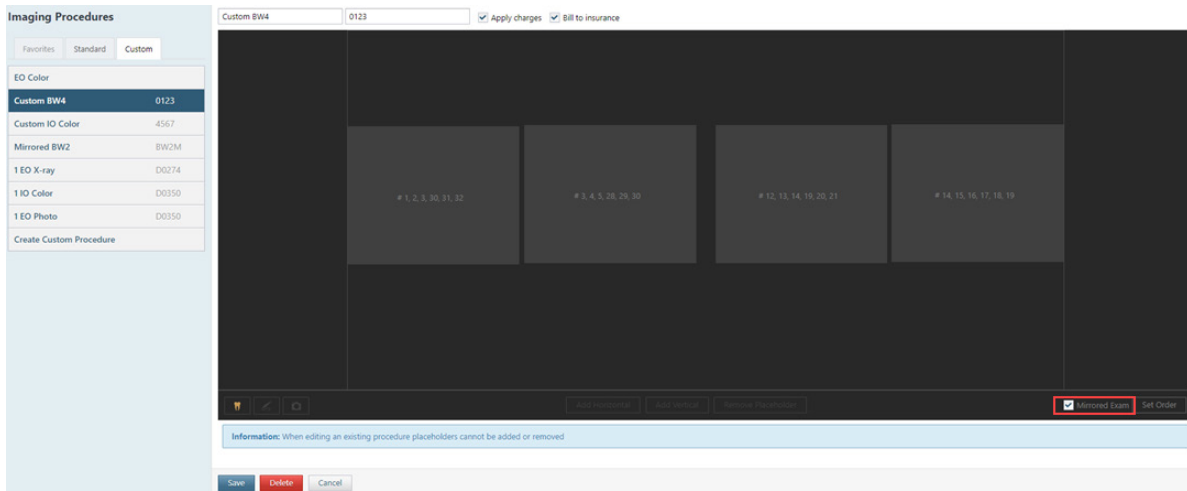 Imaging Procedures
Favorites Standard Custom
EO Color
Custom BW4 0123
Custom IO Color 4567
Mirrored BW2 BW2M
1 EO X-ray D0274
1 IO Color D0350
1 EO Photo D0350
Create Custom Procedure
Custom BW4 0123 Apply charges Bill to insurance
# 1, 2, 3, 30, 31, 32
# 3, 4, 5, 28, 29, 30
# 12, 13, 14, 19, 20, 21
# 14, 15, 16, 17, 18, 19
Add Horizontal Add Vertical Remove Placeholder Mirrored Exam Set Order
Information: When editing an existing procedure placeholders cannot be added or removed
Save Delete Cancel